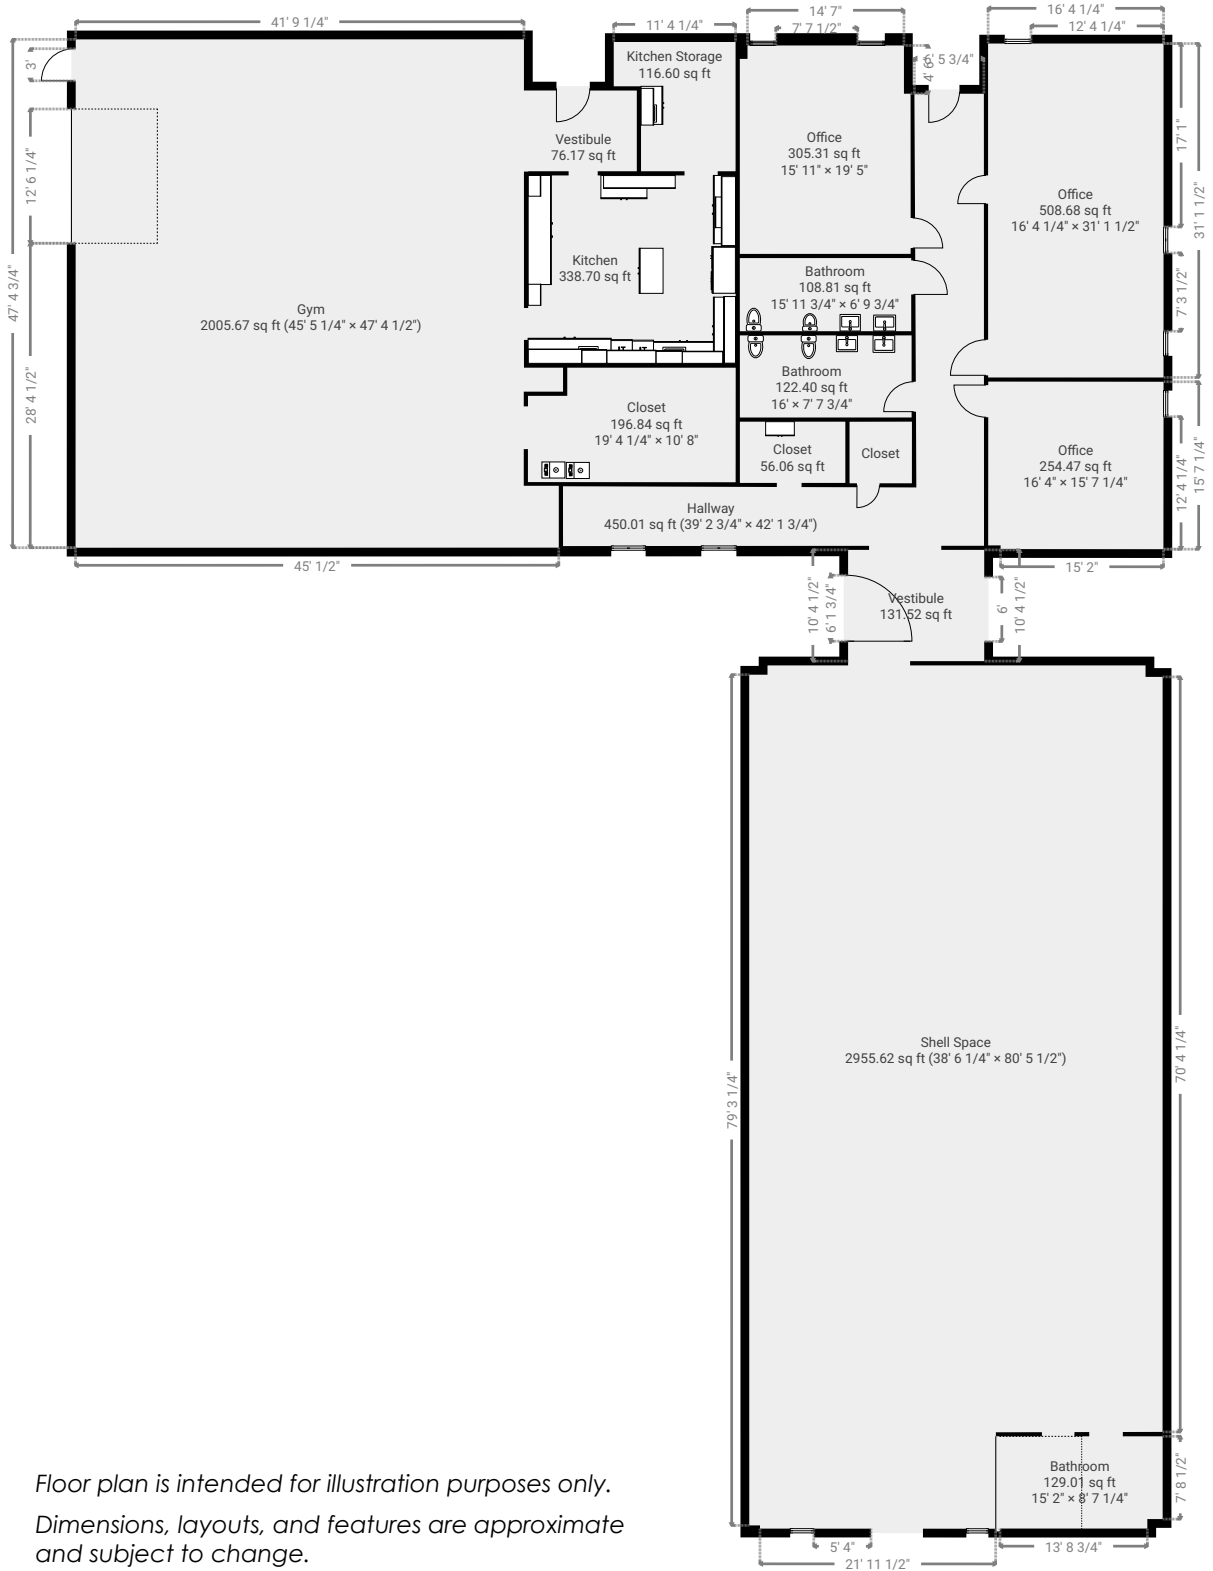 41' 9 1/4"
11' 4 1/4"
14' 7"
7' 7 1/2"
16' 4 1/4"
12' 4 1/4"
3'
12' 6 1/4"
47' 4 3/4"
28' 4 1/2"
4' 6"
6' 5 3/4"
17' 1"
31' 1 1/2"
7' 3 1/2"
12' 4 1/4"
15' 7 1/4"
Kitchen Storage
116.60 sq ft
Vestibule
76.17 sq ft
Office
305.31 sq ft
15' 11" × 19' 5"
Office
508.68 sq ft
16' 4 1/4" × 31' 1 1/2"
Kitchen
338.70 sq ft
Bathroom
108.81 sq ft
15' 11 3/4" × 6' 9 3/4"
Gym
2005.67 sq ft (45' 5 1/4" × 47' 4 1/2")
Bathroom
122.40 sq ft
16' × 7' 7 3/4"
Closet
196.84 sq ft
19' 4 1/4" × 10' 8"
Closet
56.06 sq ft
Closet
Office
254.47 sq ft
16' 4" × 15' 7 1/4"
Hallway
450.01 sq ft (39' 2 3/4" × 42' 1 3/4")
45' 1/2"
15' 2"
10' 4 1/2"
6' 1 3/4"
Vestibule
131.52 sq ft
6'
10' 4 1/2"
Shell Space
2955.62 sq ft (38' 6 1/4" × 80' 5 1/2")
79' 3 1/4"
70' 4 1/4"
Bathroom
129.01 sq ft
15' 2" × 8' 7 1/4"
7' 8 1/2"
5' 4"
21' 11 1/2"
13' 8 3/4"
Floor plan is intended for illustration purposes only.
Dimensions, layouts, and features are approximate
and subject to change.